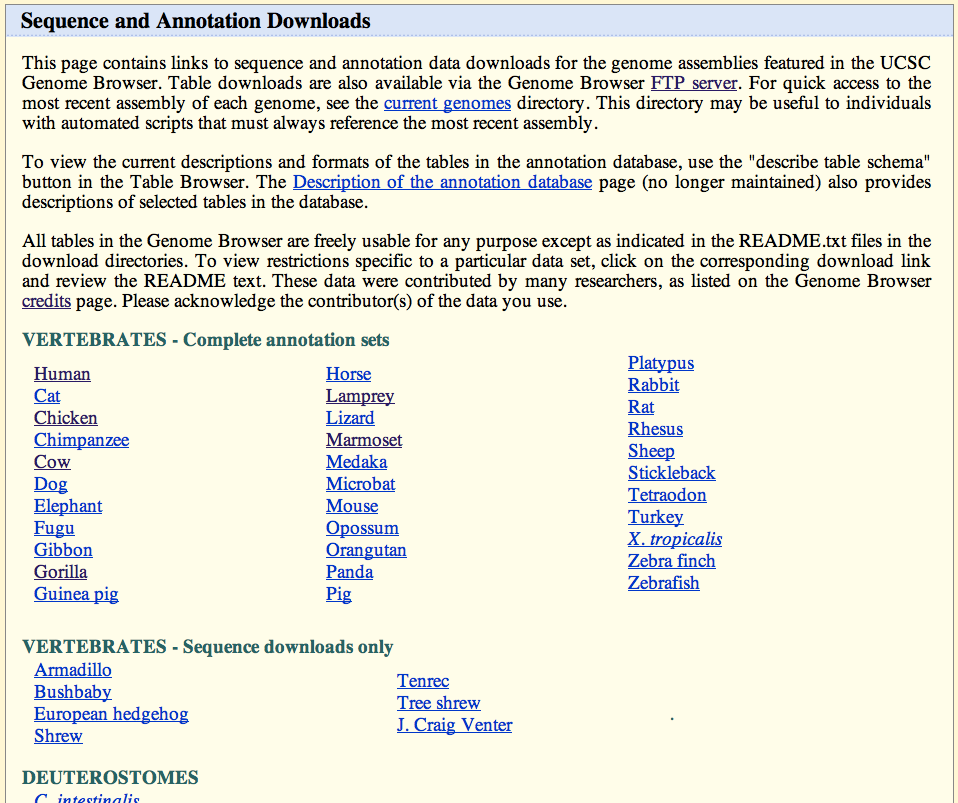 Sequence and Annotation Downloads
This page contains links to sequence and annotation data downloads for the genome assemblies featured in the UCSC
Genome Browser. Table downloads are also available via the Genome Browser FTP server. For quick access to the
most recent assembly of each genome, see the current genomes directory. This directory may be useful to individuals
with automated scripts that must always reference the most recent assembly.
To view the current descriptions and formats of the tables in the annotation database, use the "describe table schema"
button in the Table Browser. The Description of the annotation database page (no longer maintained) also provides
descriptions of selected tables in the database.
All tables in the Genome Browser are freely usable for any purpose except as indicated in the README.txt files in the
download directories. To view restrictions specific to a particular data set, click on the corresponding download link
and review the README text. These data were contributed by many researchers, as listed on the Genome Browser
credits page. Please acknowledge the contributor(s) of the data you use.
VERTEBRATES - Complete annotation sets
Human
Cat
Chicken
Chimpanzee
Cow
Dog
Elephant
Fugu
Gibbon
Gorilla
Guinea pig
Horse
Lamprey
Lizard
Marmoset
Medaka
Microbat
Mouse
Opossum
Orangutan
Panda
Pig
Platypus
Rabbit
Rat
Rhesus
Sheep
Stickleback
Tetraodon
Turkey
X. tropicalis
Zebra finch
Zebrafish
VERTEBRATES - Sequence downloads only
Armadillo
Bushbaby
European hedgehog
Shrew
Tenrec
Tree shrew
J. Craig Venter
DEUTEROSTOMES
C. intestinalis